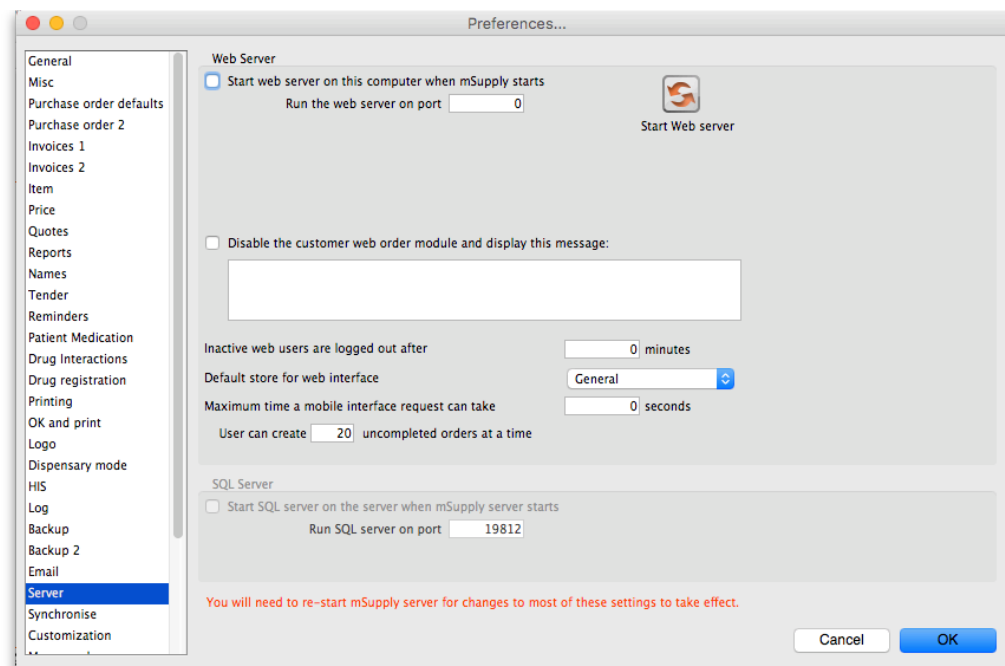 Preferences...
General
Misc
Purchase order defaults
Purchase order 2
Invoices 1
Invoices 2
Item
Price
Quotes
Reports
Names
Tender
Reminders
Patient Medication
Drug Interactions
Drug registration
Printing
OK and print
Logo
Dispensary mode
HIS
Log
Backup
Backup 2
Email
Server
Synchronise
Customization
Web Server
Start web server on this computer when mSupply starts
Run the web server on port 0
Start Web server
Disable the customer web order module and display this message:
Inactive web users are logged out after 0 minutes
Default store for web interface General
Maximum time a mobile interface request can take 0 seconds
User can create 20 uncompleted orders at a time
SQL Server
Start SQL server on the server when mSupply server starts
Run SQL server on port 19812
You will need to re-start mSupply server for changes to most of these settings to take effect.
Cancel OK